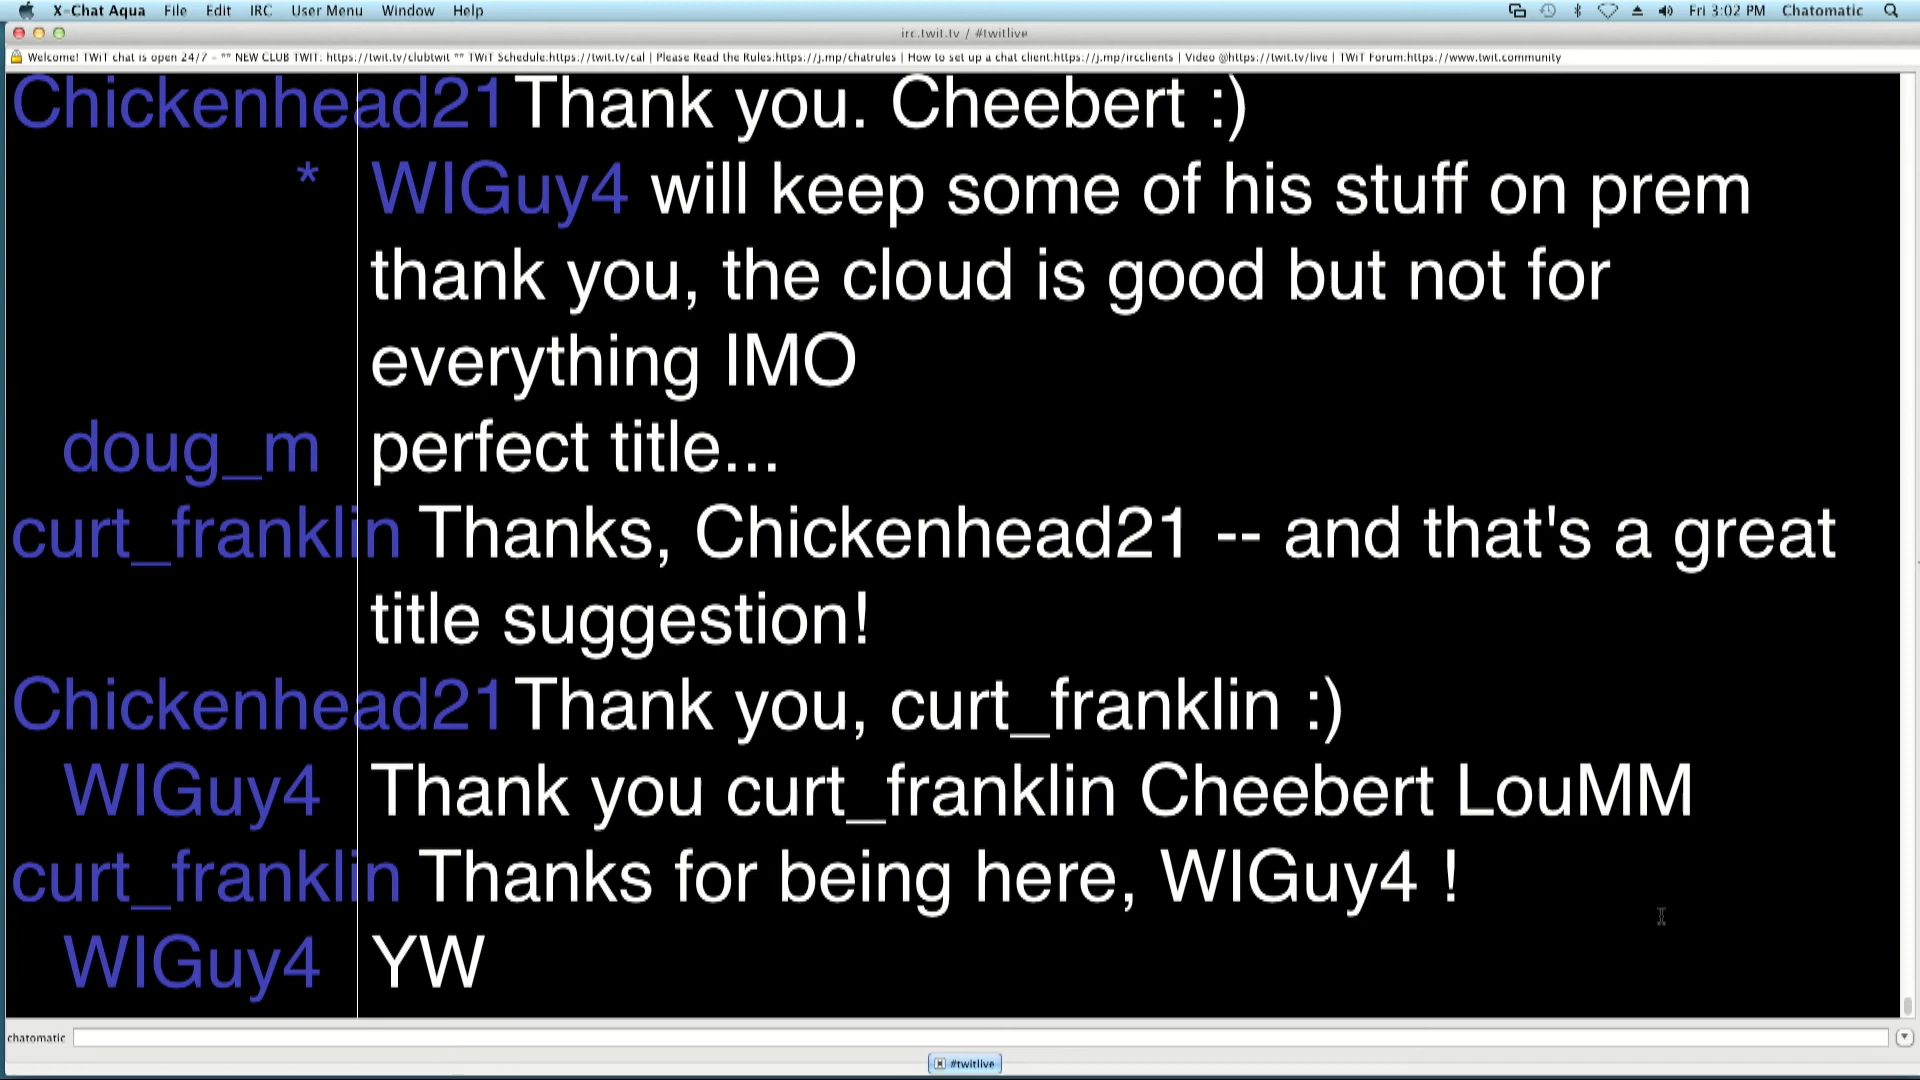 X-Chat Aqua File Edit IRC User Menu Window Help Fri 3:02 PM Chatomatic
irc.twit.tv / #twitlive
Welcome! TWiT chat is open 24/7 - ** NEW CLUB TWIT: https://twit.tv/clubtwit ** TWiT Schedule:https://twit.tv/cal | Please Read the Rules:https://j.mp/chatrules | How to set up a chat client:https://j.mp/ircclients | Video @https://twit.tv/live | TWiT Forum:https://www.twit.community
Chickenhead21 Thank you. Cheebert :)
* WIGuy4 will keep some of his stuff on prem
thank you, the cloud is good but not for
everything IMO
doug_m perfect title...
curt_franklin Thanks, Chickenhead21 -- and that's a great
title suggestion!
Chickenhead21 Thank you, curt_franklin :)
WIGuy4 Thank you curt_franklin Cheebert LouMM
curt_franklin Thanks for being here, WIGuy4 !
WIGuy4 YW
chatomatic
#twitlive